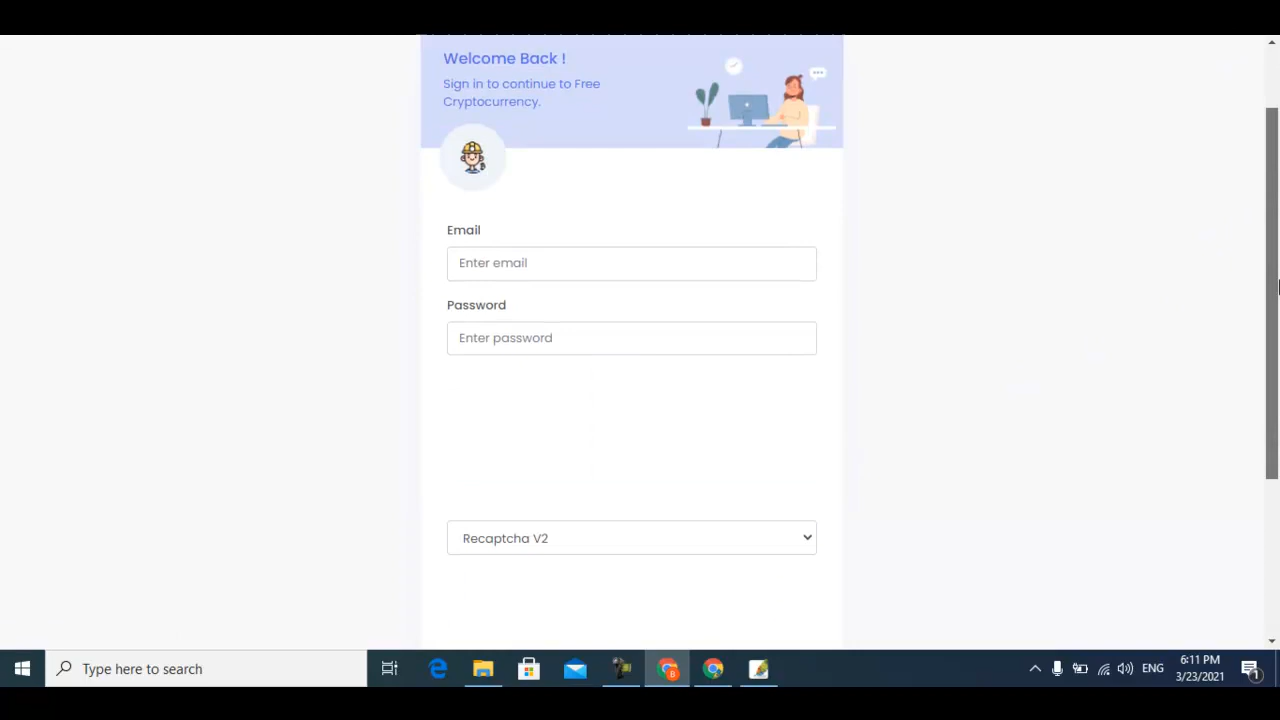 Welcome Back !
Sign in to continue to Free
Cryptocurrency.
Email
Enter email
Password
Enter password
Recaptcha V2
Type here to search
B
ENG
6:11 PM
3/23/2021
1